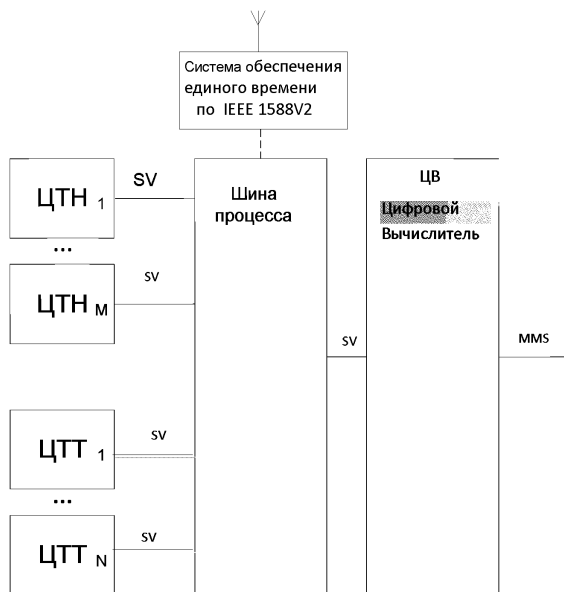 Система обеспечения
единого времени
по IEEE 1588V2
ЦТН 1
SV
...
ЦТН M
SV
ЦТТ 1
SV
...
ЦТТ N
SV
Шина
процесса
SV
ЦВ
Цифровой
Вычислитель
MMS